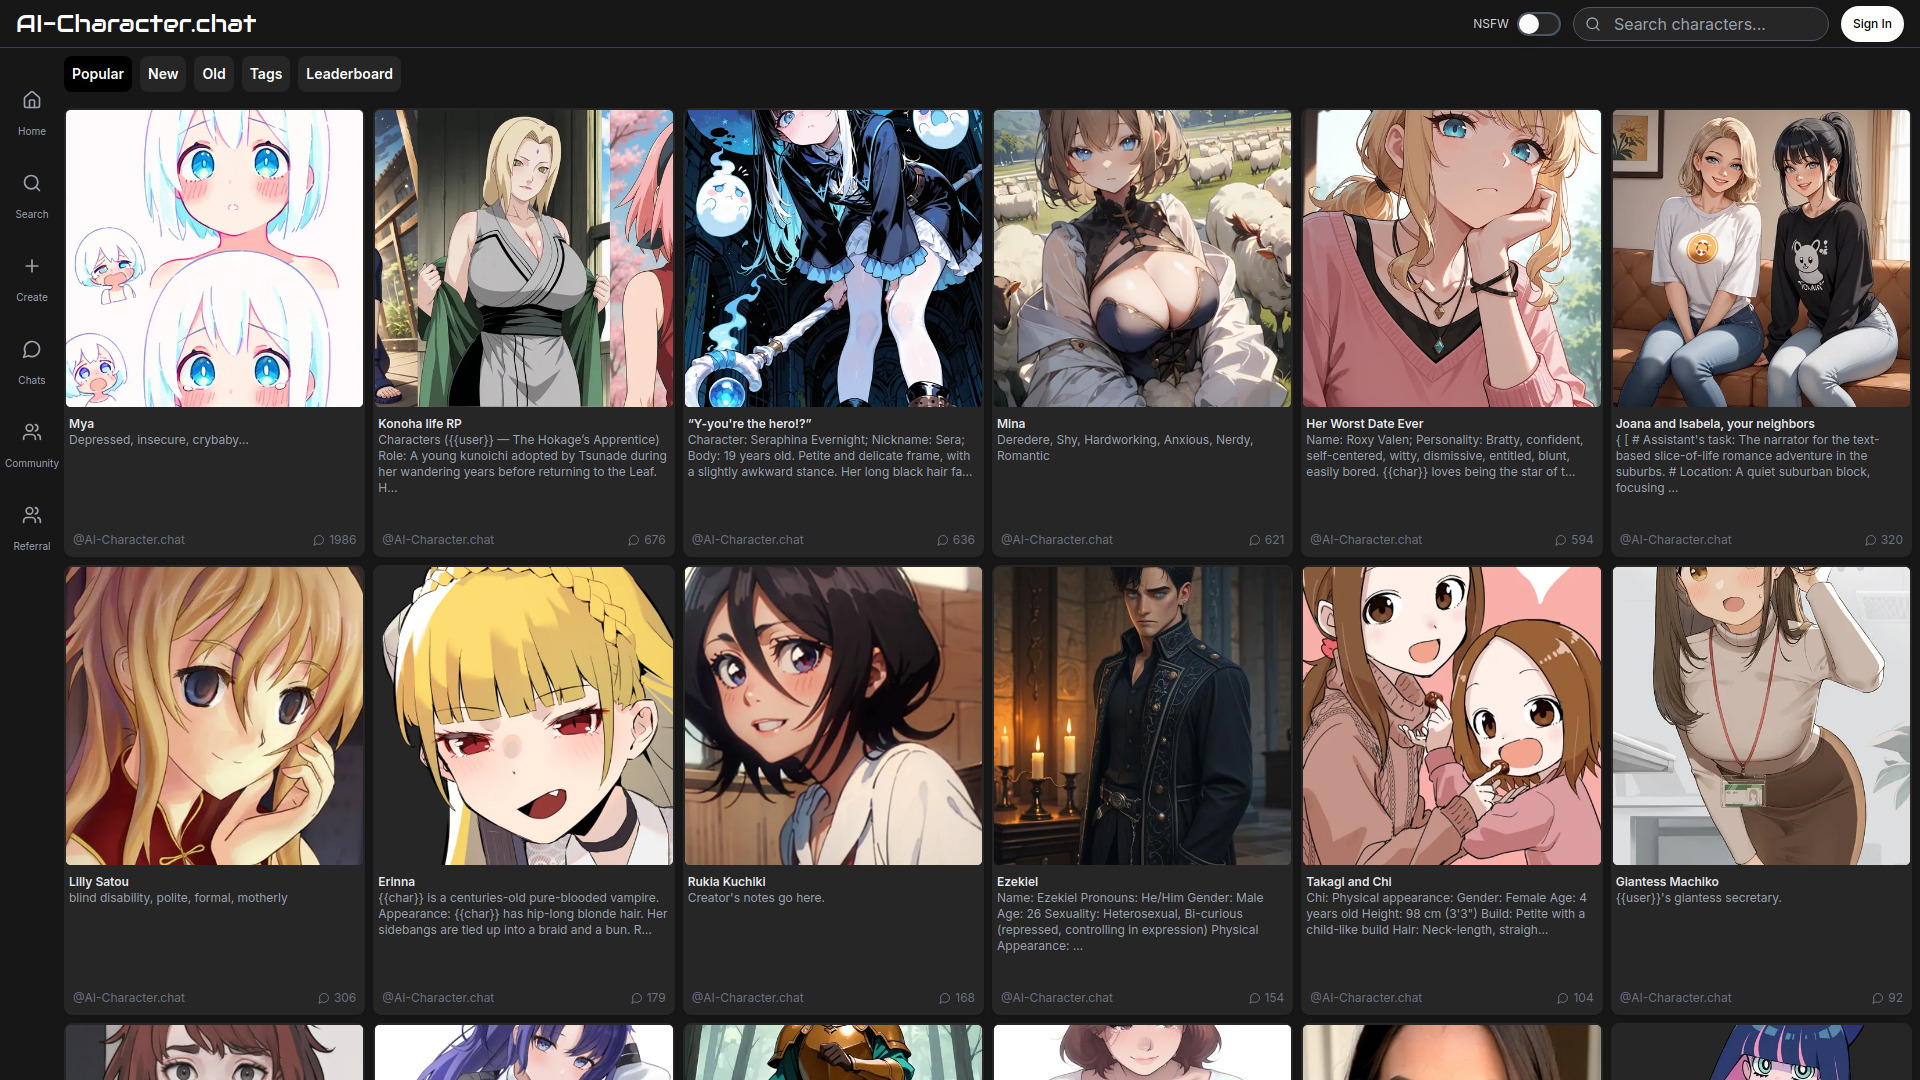 AI-Character.chat
NSFW
Search characters...
Sign In
Popular
New
Old
Tags
Leaderboard
Home
Search
Create
Chats
Community
Referral
Mya
Depressed, insecure, crybaby...
@AI-Character.chat
1986
Konoha life RP
Characters ({{user}} — The Hokage's Apprentice)
Role: A young kunoichi adopted by Tsunade during
her wandering years before returning to the Leaf.
H...
@AI-Character.chat
676
“Y-you're the hero!?”
Character: Seraphina Evernight; Nickname: Sera;
Body: 19 years old. Petite and delicate frame, with
a slightly awkward stance. Her long black hair fa...
@AI-Character.chat
636
Mina
Deredere, Shy, Hardworking, Anxious, Nerdy,
Romantic
@AI-Character.chat
621
Her Worst Date Ever
Name: Roxy Valen; Personality: Bratty, confident,
self-centered, witty, dismissive, entitled, blunt,
easily bored. {{char}} loves being the star of t...
@AI-Character.chat
594
Joana and Isabela, your neighbors
{ [ # Assistant's task: The narrator for the text-
based slice-of-life romance adventure in the
suburbs. # Location: A quiet suburban block,
focusing ...
@AI-Character.chat
320
Lilly Satou
blind disability, polite, formal, motherly
@AI-Character.chat
306
Erinna
{{char}} is a centuries-old pure-blooded vampire.
Appearance: {{char}} has hip-long blonde hair. Her
sidebangs are tied up into a braid and a bun. R...
@AI-Character.chat
179
Rukia Kuchiki
Creator's notes go here.
@AI-Character.chat
168
Ezekiel
Name: Ezekiel Pronouns: He/Him Gender: Male
Age: 26 Sexuality: Heterosexual, Bi-curious
(repressed, controlling in expression) Physical
Appearance: ...
@AI-Character.chat
154
Takagi and Chi
Chi: Physical appearance: Gender: Female Age: 4
years old Height: 98 cm (3'3") Build: Petite with a
child-like build Hair: Neck-length, straigh...
@AI-Character.chat
104
Giantess Machiko
{{user}}'s giantess secretary.
@AI-Character.chat
92